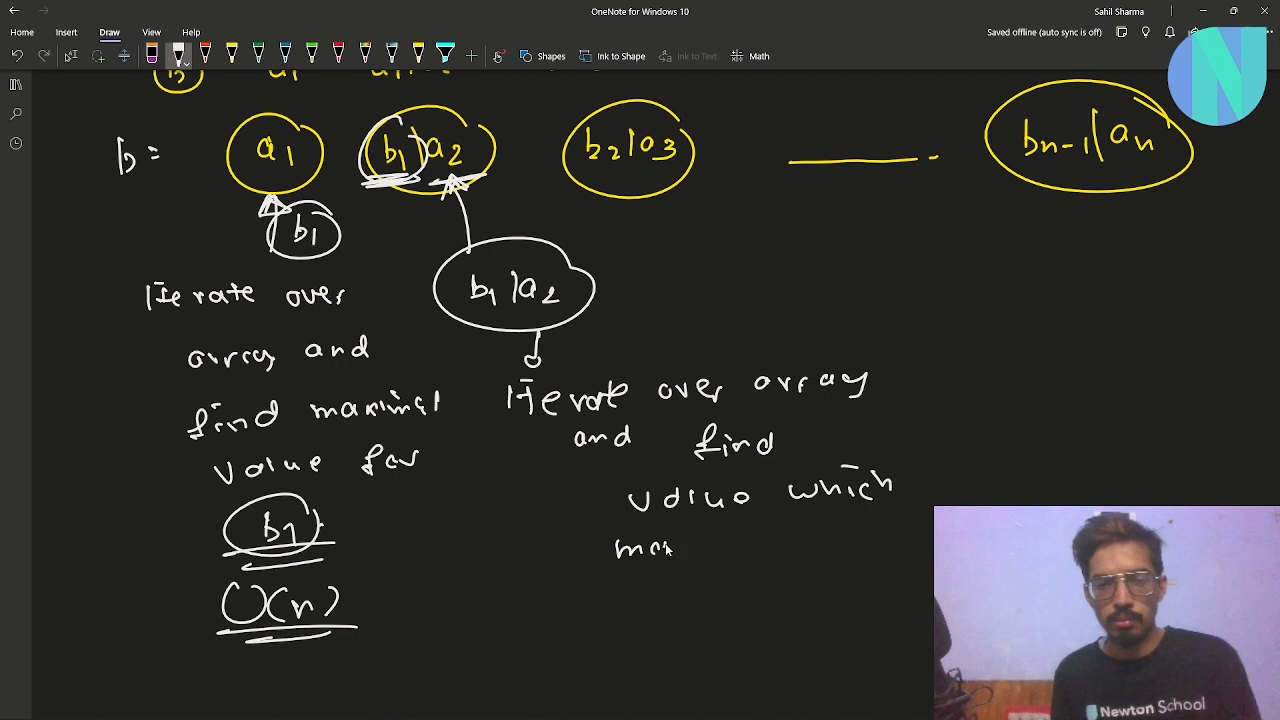 OneNote for Windows 10
Sahil Sharma
Home Insert Draw View Help
Saved offline (auto sync is off)
Shapes Ink to Shape Ink to Text Math
b = a1 b1|a2 b2|a3 bn-1|an
b1
b1|a2
Iterate over
array and
find maximal
value for
b1
O(n)
Iterate over array
and find
value which
Newton School